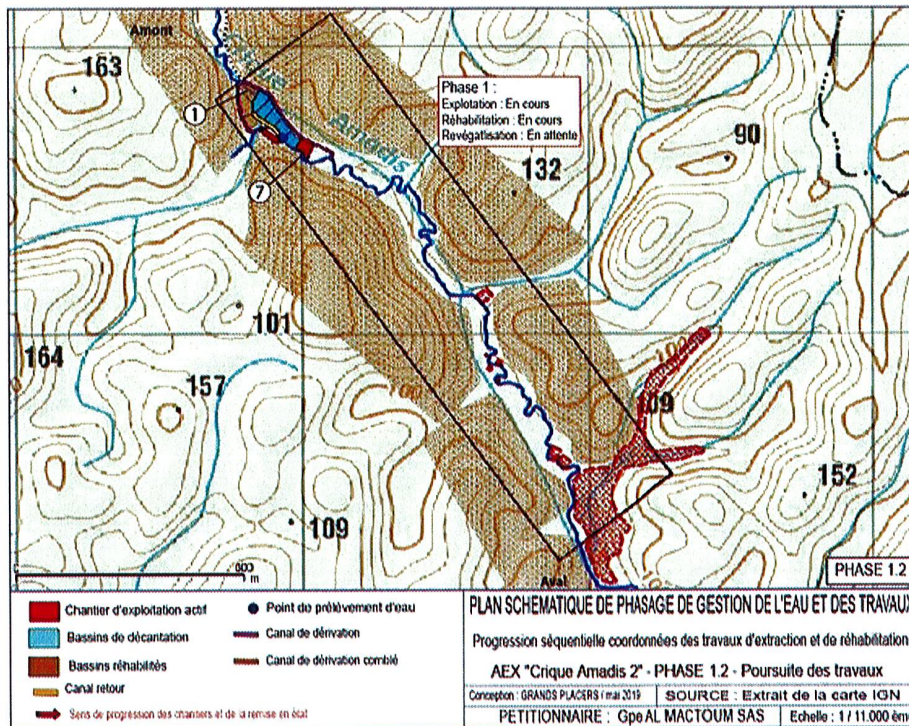 Amont
163
Crique
Amadis
Phase 1 :
Explotation : En cours
Réhabilitation : En cours
Revégatisation : En attente
90
1
7
132
101
164
157
100
100
109
109
152
600
m
Aval
PHASE 1.2
Chantier d'exploitation actif
Bassins de décantation
Bassins réhabilités
Canal retour
Sens de progression des chantiers et de la remise en état
Point de prélèvement d'eau
Canal de dérivation
Canal de dérivation comblé
PLAN SCHEMATIQUE DE PHASAGE DE GESTION DE L'EAU ET DES TRAVAUX
Progression séquentielle coordonnées des travaux d'extraction et de réhabilitation
AEX "Crique Amadis 2" - PHASE 1.2 - Poursuite des travaux
Conception : GRANDS PLACERS / mai 2019
SOURCE : Extrait de la carte IGN
PETITIONNAIRE : Gpe AL MACTOUM SAS
Echelle : 1 / 11.000 ème